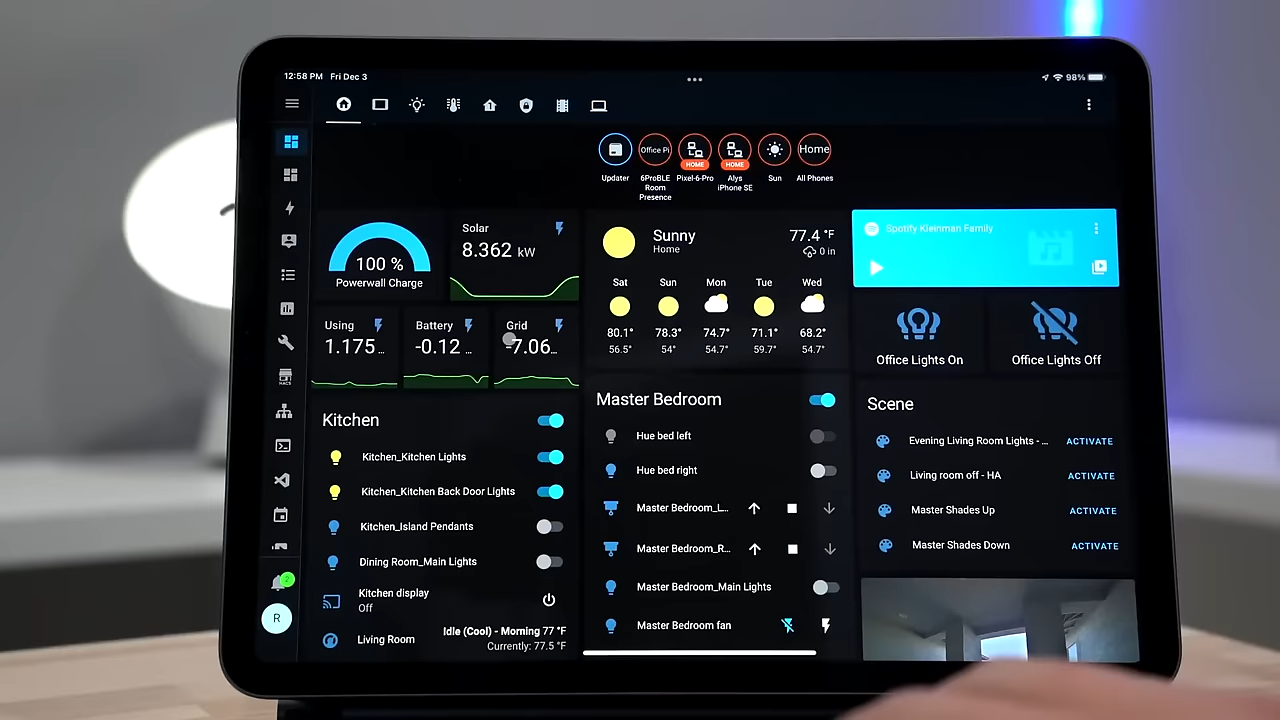 12:58 PM Fri Dec 3
98%
Updater
Office Pi
6ProBLE
Room
Presence
HOME
Pixel-6-Pro
HOME
Alys
iPhone SE
Sun
Home
All Phones
100 %
Powerwall Charge
Solar
8.362 kW
Using
1.175...
Battery
-0.12 ...
Grid
-7.06...
Sunny
Home
77.4 °F
0 in
Sat Sun Mon Tue Wed
80.1° 78.3° 74.7° 71.1° 68.2°
56.5° 54° 54.7° 59.7° 54.7°
Spotify Kleinman Family
Office Lights On
Office Lights Off
Kitchen
Kitchen_Kitchen Lights
Kitchen_Kitchen Back Door Lights
Kitchen_Island Pendants
Dining Room_Main Lights
Kitchen display
Off
Living Room
Idle (Cool) - Morning 77 °F
Currently: 77.5 °F
Master Bedroom
Hue bed left
Hue bed right
Master Bedroom_L...
Master Bedroom_R...
Master Bedroom_Main Lights
Master Bedroom fan
Scene
Evening Living Room Lights - ... ACTIVATE
Living room off - HA ACTIVATE
Master Shades Up ACTIVATE
Master Shades Down ACTIVATE
HACS
2
R